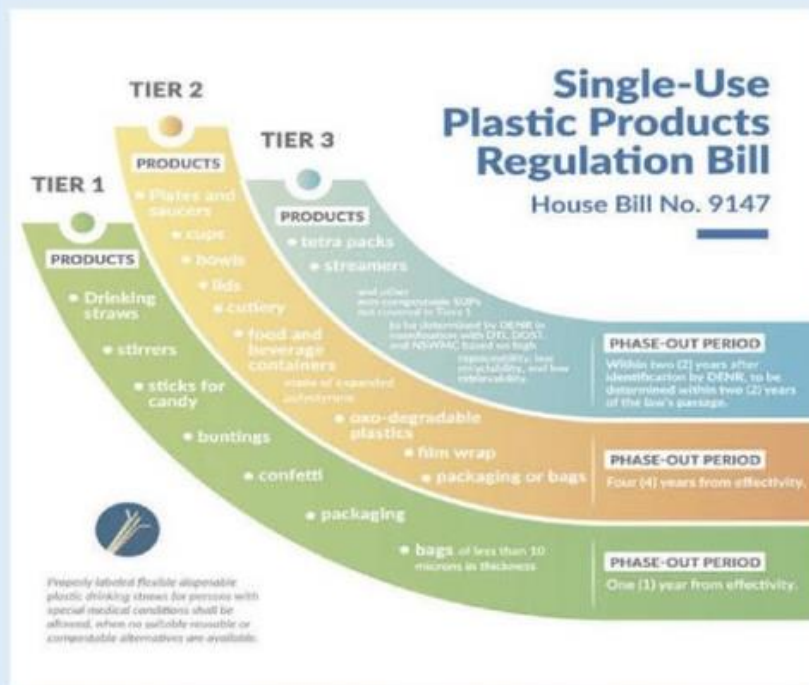 Single-Use
Plastic Products
Regulation Bill
House Bill No. 9147
TIER 1
PRODUCTS
• Drinking
straws
• stirrers
• sticks for
candy
• buntings
• confetti
• packaging
• bags of less than 10
microns in thickness
PHASE-OUT PERIOD
One (1) year from effectivity.
TIER 2
PRODUCTS
• Plates and
saucers
• cups
• bowls
• lids
• cutlery
• food and
beverage
containers
made of expanded
polystyrene
• oxo-degradable
plastics
• film wrap
• packaging or bags
PHASE-OUT PERIOD
Four (4) years from effectivity.
TIER 3
PRODUCTS
• tetra packs
• streamers
and other
non-compostable SUPs
not covered in Tiers 1
to be determined by DENR in
coordination with DTI, DOST,
and NSWMC based on high
replaceability, low
recyclability, and low
retrievability.
PHASE-OUT PERIOD
Within two (2) years after
identification by DENR, to be
determined within two (2) years
of the law's passage.
Properly labeled flexible disposable
plastic drinking straws for persons with
special medical conditions shall be
allowed, when no suitable reusable or
compostable alternatives are available.